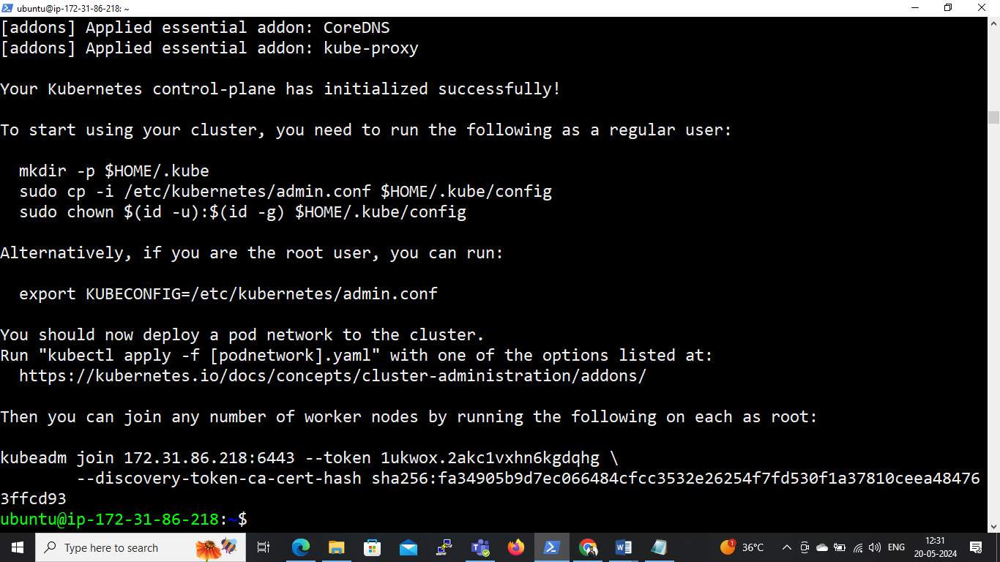 ubuntu@ip-172-31-86-218: ~
[addons] Applied essential addon: CoreDNS
[addons] Applied essential addon: kube-proxy
Your Kubernetes control-plane has initialized successfully!
To start using your cluster, you need to run the following as a regular user:
mkdir -p $HOME/.kube
sudo cp -i /etc/kubernetes/admin.conf $HOME/.kube/config
sudo chown $(id -u):$(id -g) $HOME/.kube/config
Alternatively, if you are the root user, you can run:
export KUBECONFIG=/etc/kubernetes/admin.conf
You should now deploy a pod network to the cluster.
Run "kubectl apply -f [podnetwork].yaml" with one of the options listed at:
https://kubernetes.io/docs/concepts/cluster-administration/addons/
Then you can join any number of worker nodes by running the following on each as root:
kubeadm join 172.31.86.218:6443 --token 1ukwox.2akc1vxhn6kgdqhg \
--discovery-token-ca-cert-hash sha256:fa34905b9d7ec066484cfcc3532e26254f7fd530f1a37810ceea48476
3ffcd93
ubuntu@ip-172-31-86-218:~$
Type here to search
1
36°C
ENG
12:31
20-05-2024